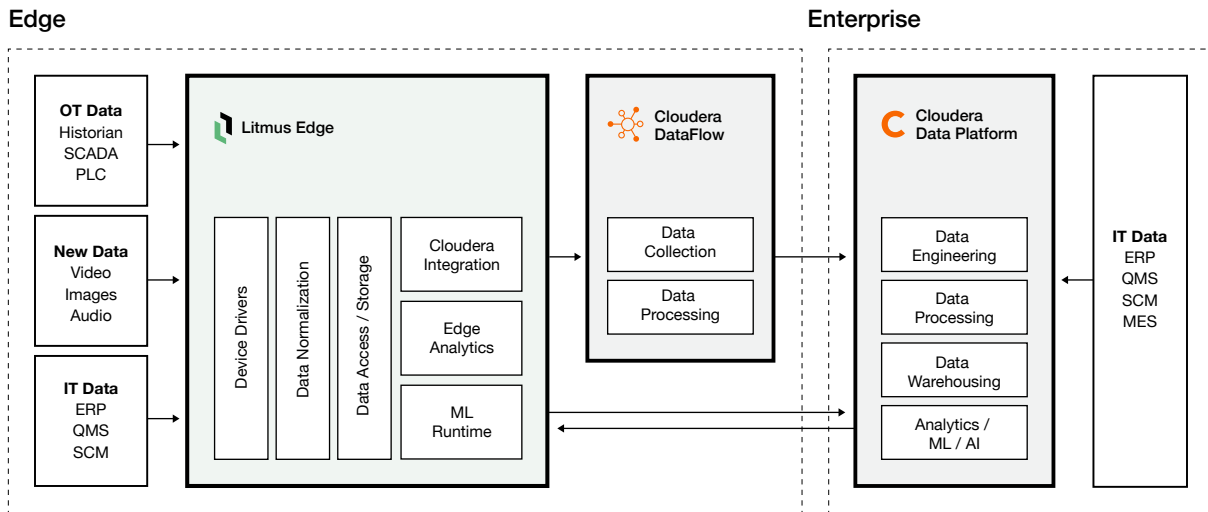 Edge
Enterprise
OT Data
Historian
SCADA
PLC
New Data
Video
Images
Audio
IT Data
ERP
QMS
SCM
Litmus Edge
Device Drivers
Data Normalization
Data Access / Storage
Cloudera
Integration
Edge
Analytics
ML
Runtime
Cloudera
DataFlow
Data
Collection
Data
Processing
Cloudera
Data Platform
Data
Engineering
Data
Processing
Data
Warehousing
Analytics /
ML / AI
IT Data
ERP
QMS
SCM
MES